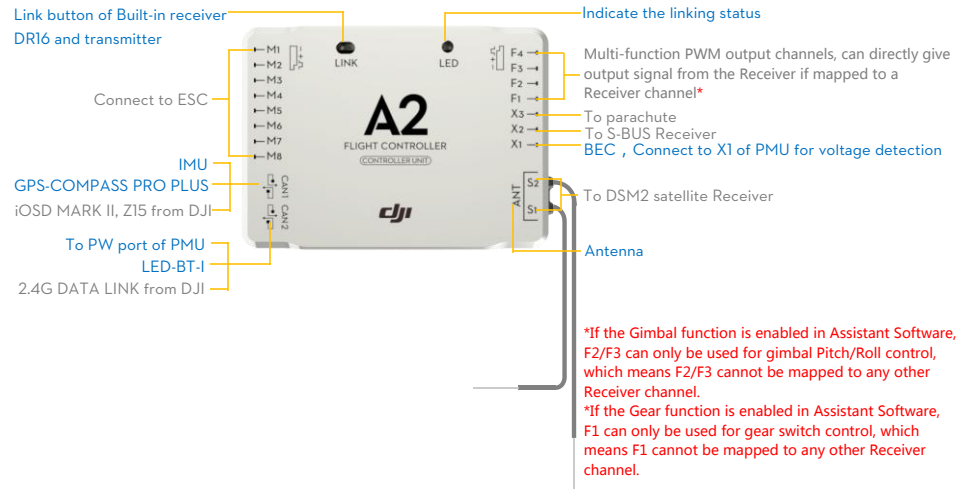 Link button of Built-in receiver
DR16 and transmitter
Indicate the linking status
M1
M2
M3
M4
M5
M6
M7
M8
LINK
LED
F4
F3
F2
F1
X3
X2
X1
Multi-function PWM output channels, can directly give
output signal from the Receiver if mapped to a
Receiver channel*
Connect to ESC
A2
FLIGHT CONTROLLER
CONTROLLER UNIT
To parachute
To S-BUS Receiver
BEC , Connect to X1 of PMU for voltage detection
IMU
GPS-COMPASS PRO PLUS
iOSD MARK II, Z15 from DJI
CAN1
CAN2
dji
ANT
S2
S1
To DSM2 satellite Receiver
To PW port of PMU
LED-BT-I
2.4G DATA LINK from DJI
Antenna
*If the Gimbal function is enabled in Assistant Software,
F2/F3 can only be used for gimbal Pitch/Roll control,
which means F2/F3 cannot be mapped to any other
Receiver channel.
*If the Gear function is enabled in Assistant Software,
F1 can only be used for gear switch control, which
means F1 cannot be mapped to any other Receiver
channel.